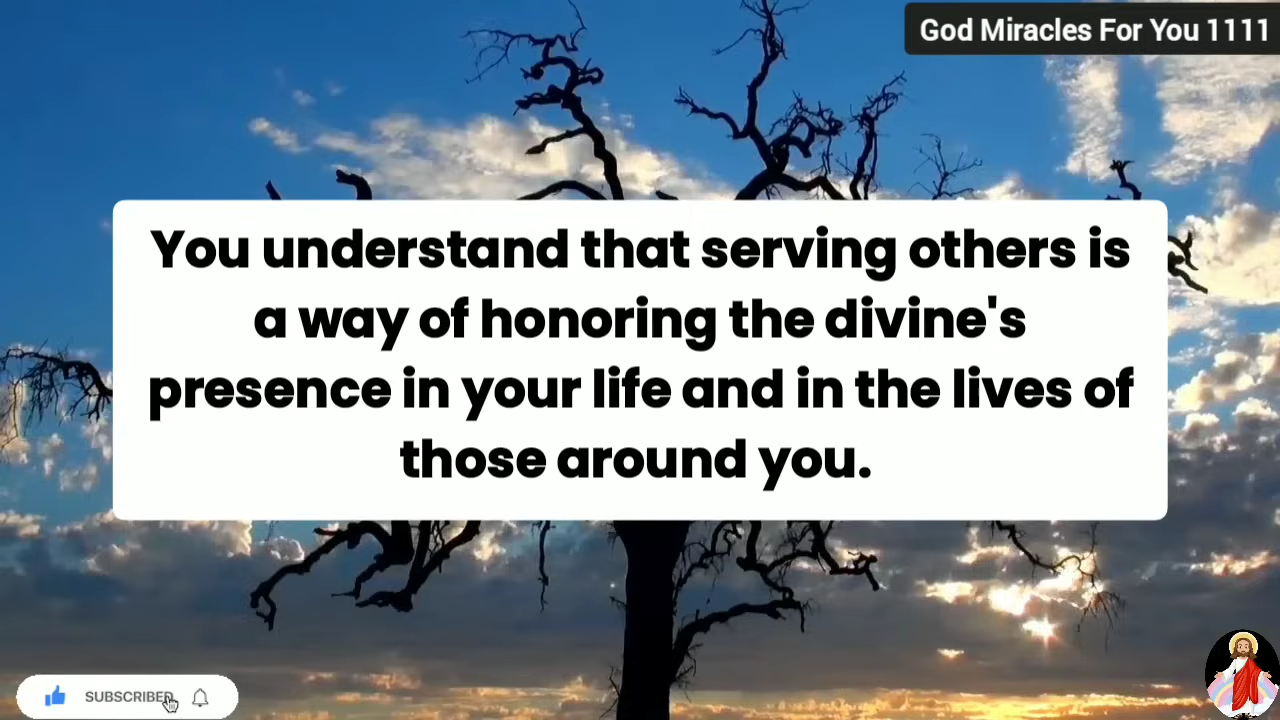 God Miracles For You 1111
You understand that serving others is
a way of honoring the divine's
presence in your life and in the lives of
those around you.
SUBSCRIBED